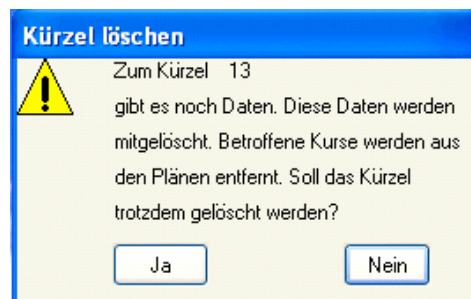 Kürzel löschen
Zum Kürzel 13
gibt es noch Daten. Diese Daten werden
mitgelöscht. Betroffene Kurse werden aus
den Plänen entfernt. Soll das Kürzel
trotzdem gelöscht werden?
Ja Nein